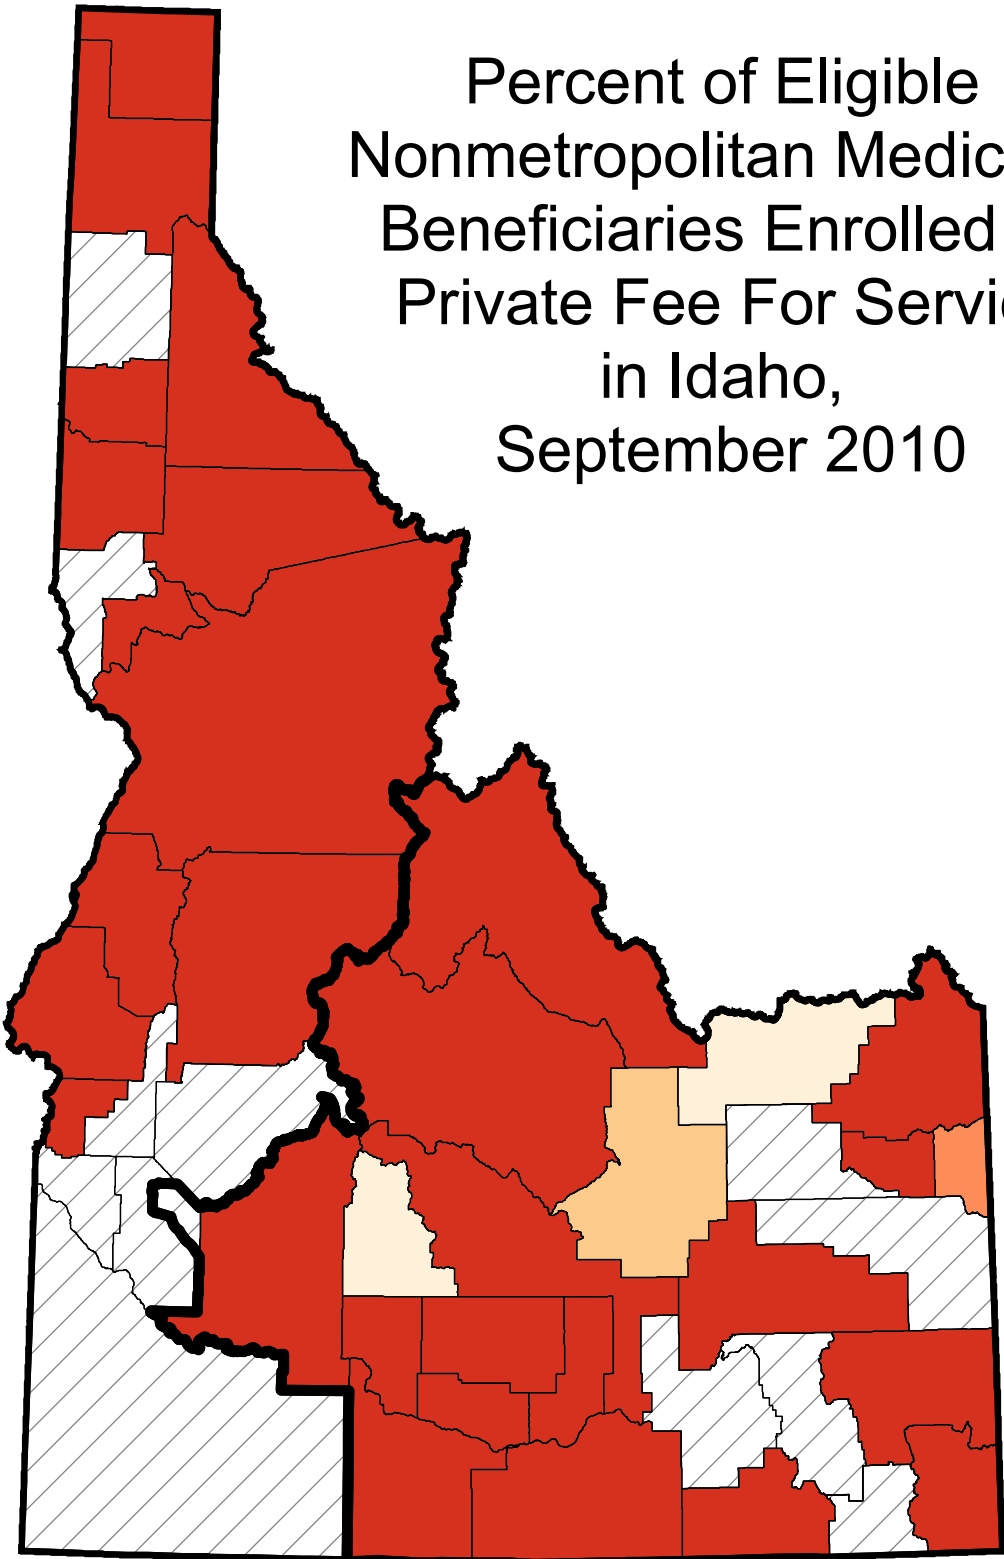 Percent of Eligible
Nonmetropolitan Medic
Beneficiaries Enrolled
Private Fee For Servi
in Idaho,
September 2010